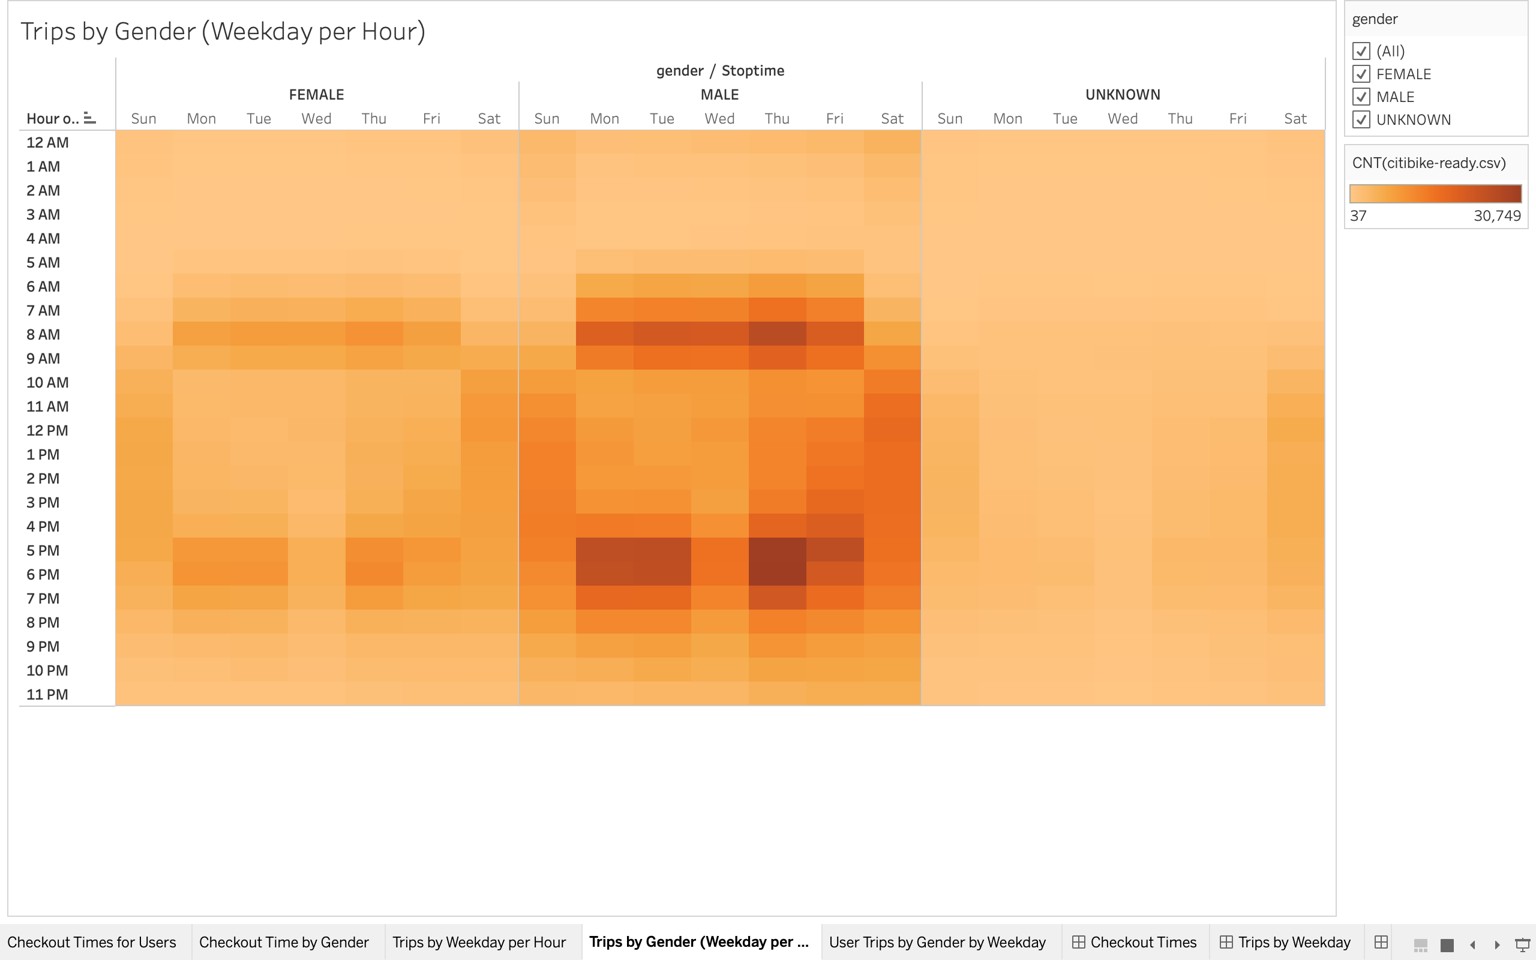 Trips by Gender (Weekday per Hour)
gender / Stoptime
FEMALE MALE UNKNOWN
Hour o.. Sun Mon Tue Wed Thu Fri Sat Sun Mon Tue Wed Thu Fri Sat Sun Mon Tue Wed Thu Fri Sat
12 AM
1 AM
2 AM
3 AM
4 AM
5 AM
6 AM
7 AM
8 AM
9 AM
10 AM
11 AM
12 PM
1 PM
2 PM
3 PM
4 PM
5 PM
6 PM
7 PM
8 PM
9 PM
10 PM
11 PM
gender
(All)
FEMALE
MALE
UNKNOWN
CNT(citibike-ready.csv)
37 30,749
Checkout Times for Users Checkout Time by Gender Trips by Weekday per Hour Trips by Gender (Weekday per ... User Trips by Gender by Weekday Checkout Times Trips by Weekday